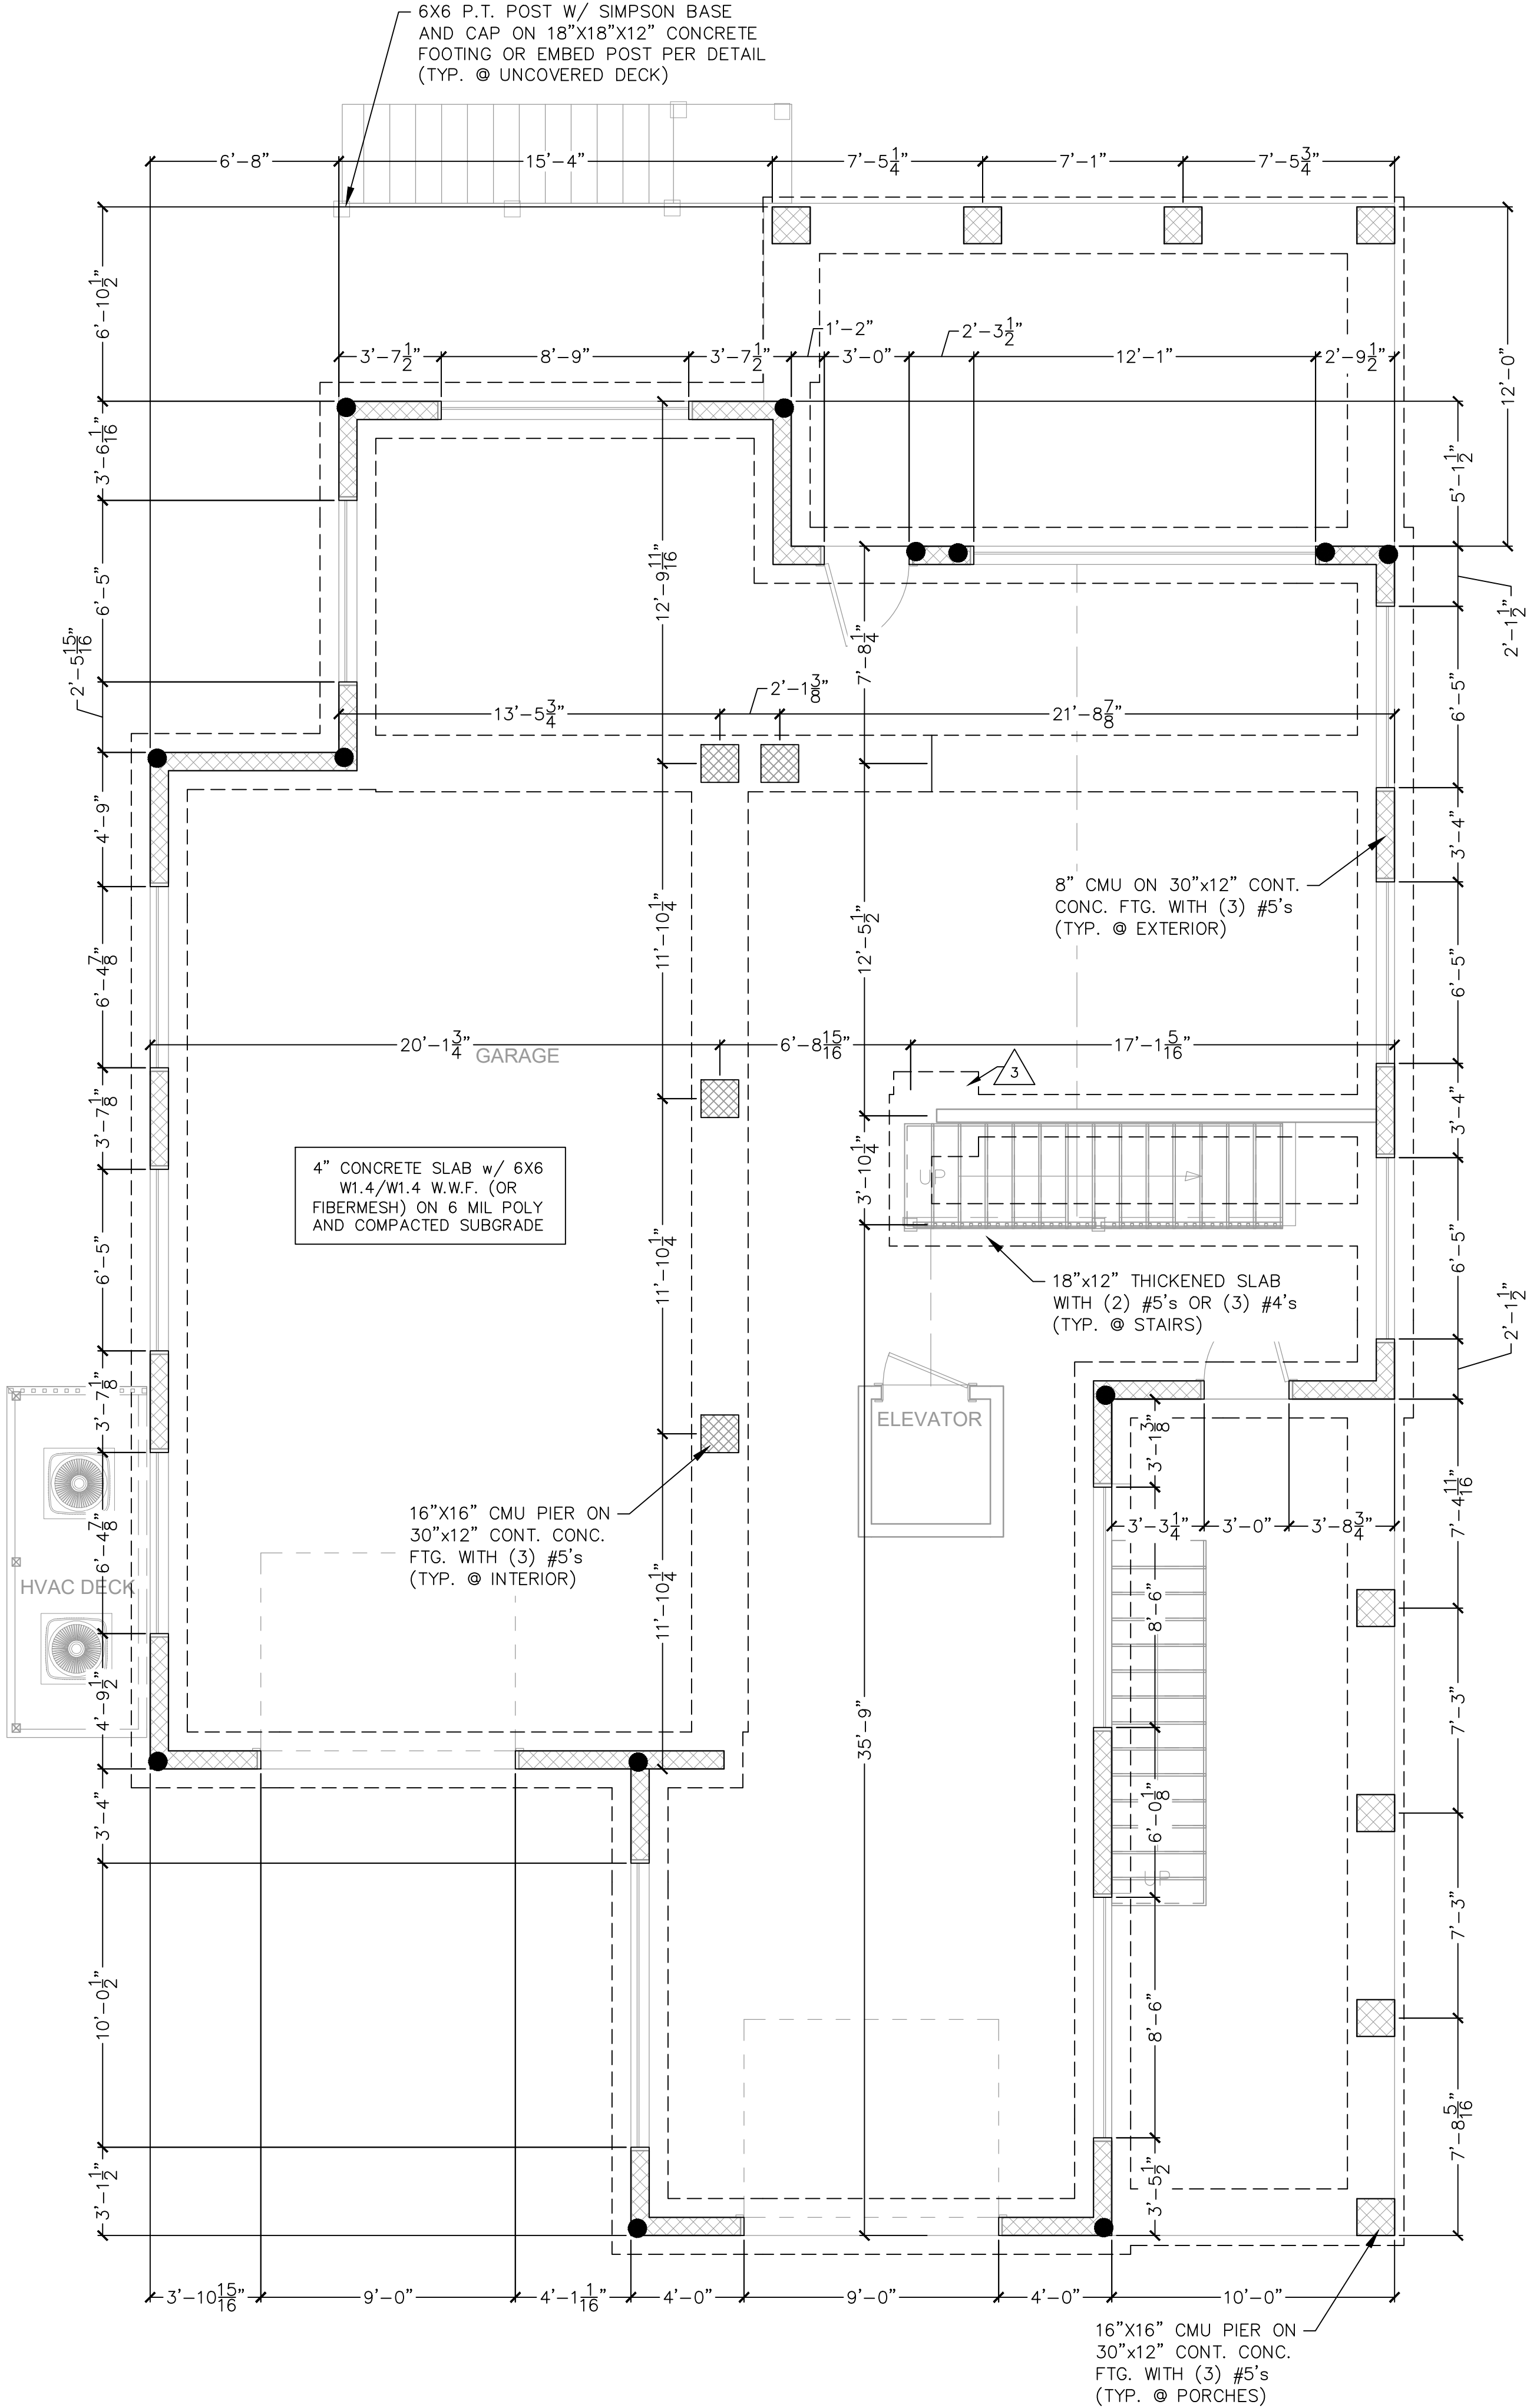 6X6 P.T. POST W/ SIMPSON BASE
AND CAP ON 18"X18"X12" CONCRETE
FOOTING OR EMBED POST PER DETAIL
(TYP. @ UNCOVERED DECK)
6'-8"
15'-4"
7'-5 1/4"
7'-1"
7'-5 3/4"
6'-10 1/2"
12'-0"
1'-2"
2'-3 1/2"
3'-7 1/2"
8'-9"
3'-7 1/2"
3'-0"
12'-1"
2'-9 1/2"
3'-6 1/16"
5'-1 1/2"
12'-9 11/16"
6'-5"
2'-1 1/2"
7'-8 1/4"
2'-5 15/16"
2'-1 3/8"
13'-5 3/4"
21'-8 7/8"
6'-5"
4'-9"
3'-4"
8" CMU ON 30"x12" CONT.
CONC. FTG. WITH (3) #5's
(TYP. @ EXTERIOR)
11'-10 1/4"
12'-5 1/2"
6'-4 7/8"
6'-5"
20'-1 3/4"
6'-8 15/16"
17'-1 5/16"
GARAGE
3
3'-7 1/8"
3'-4"
3'-10 1/4"
4" CONCRETE SLAB w/ 6X6
W1.4/W1.4 W.W.F. (OR
FIBERMESH) ON 6 MIL POLY
AND COMPACTED SUBGRADE
UP
6'-5"
11'-10 1/4"
6'-5"
18"x12" THICKENED SLAB
WITH (2) #5's OR (3) #4's
(TYP. @ STAIRS)
2'-1 1/2"
3'-7 1/8"
ELEVATOR
3'-1 3/8"
7'-4 11/16"
16"X16" CMU PIER ON
30"x12" CONT. CONC.
FTG. WITH (3) #5's
(TYP. @ INTERIOR)
3'-3 1/4"
3'-0"
3'-8 3/4"
6'-4 7/8"
HVAC DECK
11'-10 1/4"
8'-6"
4'-9 1/2"
35'-9"
7'-3"
6'-0 1/8"
3'-4"
UP
7'-3"
10'-0 1/2"
8'-6"
7'-8 5/16"
3'-1 1/2"
3'-5 1/2"
3'-10 15/16"
9'-0"
4'-1 1/16"
4'-0"
9'-0"
4'-0"
10'-0"
16"X16" CMU PIER ON
30"x12" CONT. CONC.
FTG. WITH (3) #5's
(TYP. @ PORCHES)